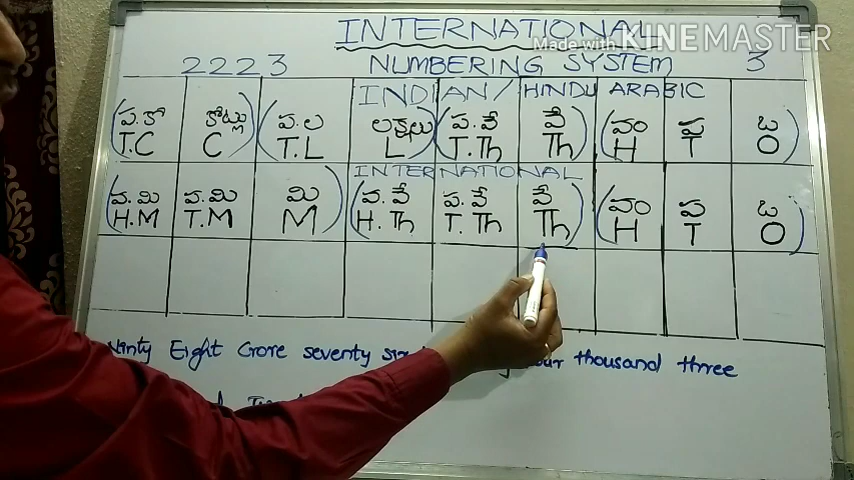 INTERNATIONAL
Made with KINEMASTER
2223 NUMBERING SYSTEM 3
INDIAN/HINDU ARABIC
(ప.కో కోట్లు) (ప.ల లక్షలు) (ప.వే వే) (వం ప ఒ)
T.C C T.L L T.Th Th H T O
INTERNATIONAL
(వ.మి ప.మి మి) (వ.వే ప.వే వే) (వం ప ఒ)
H.M T.M M H.Th T.Th Th H T O
Ninty Eight Crore seventy thousand three